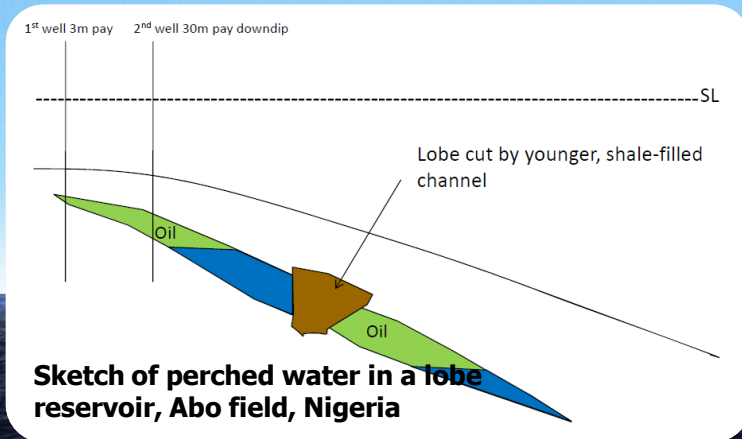 1st well 3m pay 2nd well 30m pay downdip
SL
Lobe cut by younger, shale-filled
channel
Oil
Oil
Sketch of perched water in a lobe
reservoir, Abo field, Nigeria